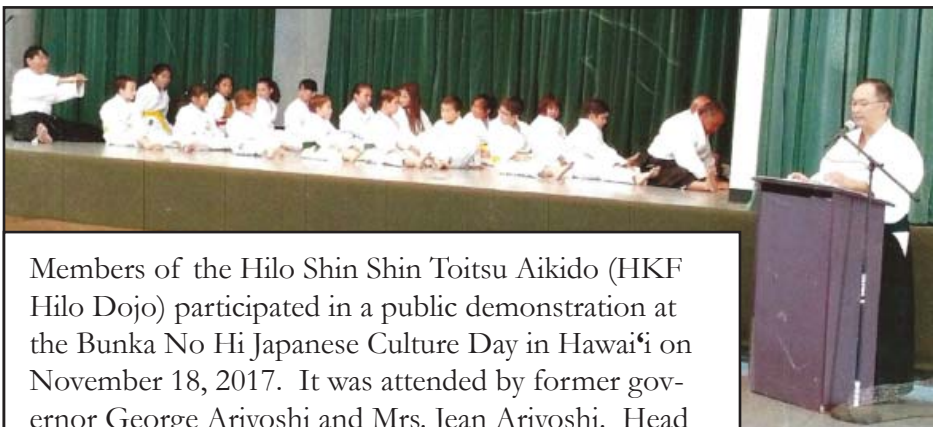 Members of the Hilo Shin Shin Toitsu Aikido (HKF
Hilo Dojo) participated in a public demonstration at
the Bunka No Hi Japanese Culture Day in Hawai‘i on
November 18, 2017.  It was attended by former gov-
ernor George Ariyoshi and Mrs. Jean Ariyoshi.  Head